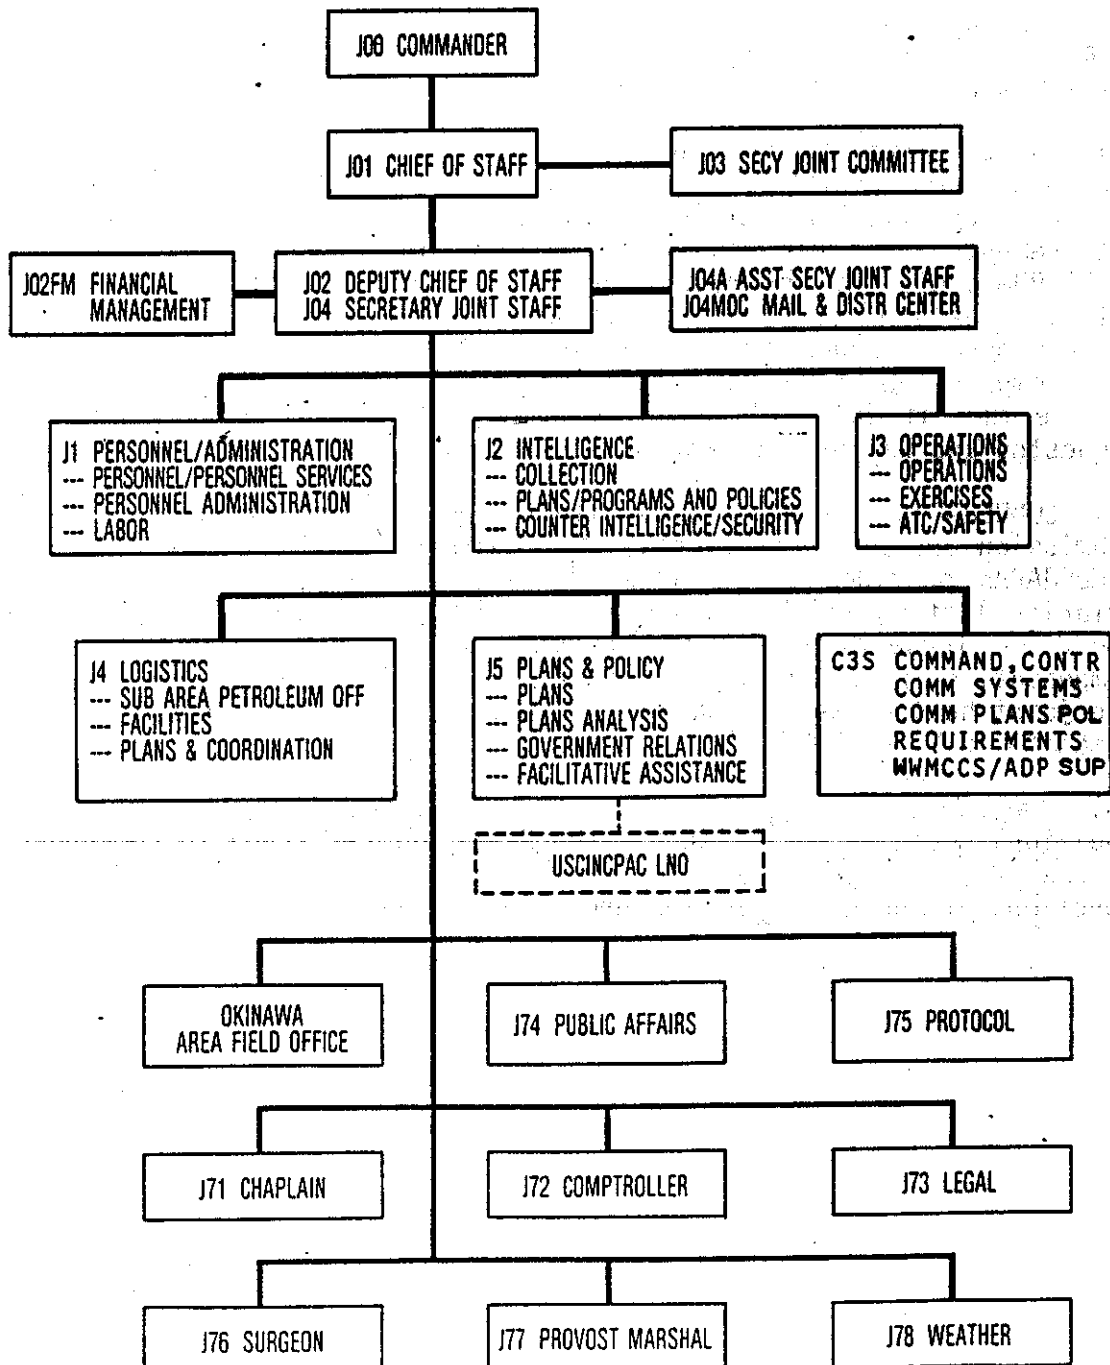 J00 COMMANDER
J01 CHIEF OF STAFF
J03 SECY JOINT COMMITTEE
J02FM FINANCIAL
MANAGEMENT
J02 DEPUTY CHIEF OF STAFF
J04 SECRETARY JOINT STAFF
J04A ASST SECY JOINT STAFF
J04MDC MAIL & DISTR CENTER
J1 PERSONNEL/ADMINISTRATION
--- PERSONNEL/PERSONNEL SERVICES
--- PERSONNEL ADMINISTRATION
--- LABOR
J2 INTELLIGENCE
--- COLLECTION
--- PLANS/PROGRAMS AND POLICIES
--- COUNTER INTELLIGENCE/SECURITY
J3 OPERATIONS
--- OPERATIONS
--- EXERCISES
--- ATC/SAFETY
J4 LOGISTICS
--- SUB AREA PETROLEUM OFF
--- FACILITIES
--- PLANS & COORDINATION
J5 PLANS & POLICY
--- PLANS
--- PLANS ANALYSIS
--- GOVERNMENT RELATIONS
--- FACILITATIVE ASSISTANCE
C3S COMMAND, CONTR
COMM SYSTEMS
COMM PLANS POL
REQUIREMENTS
WWMCCS/ADP SUP
USCINCPAC LNO
OKINAWA
AREA FIELD OFFICE
J74 PUBLIC AFFAIRS
J75 PROTOCOL
J71 CHAPLAIN
J72 COMPTROLLER
J73 LEGAL
J76 SURGEON
J77 PROVOST MARSHAL
J78 WEATHER